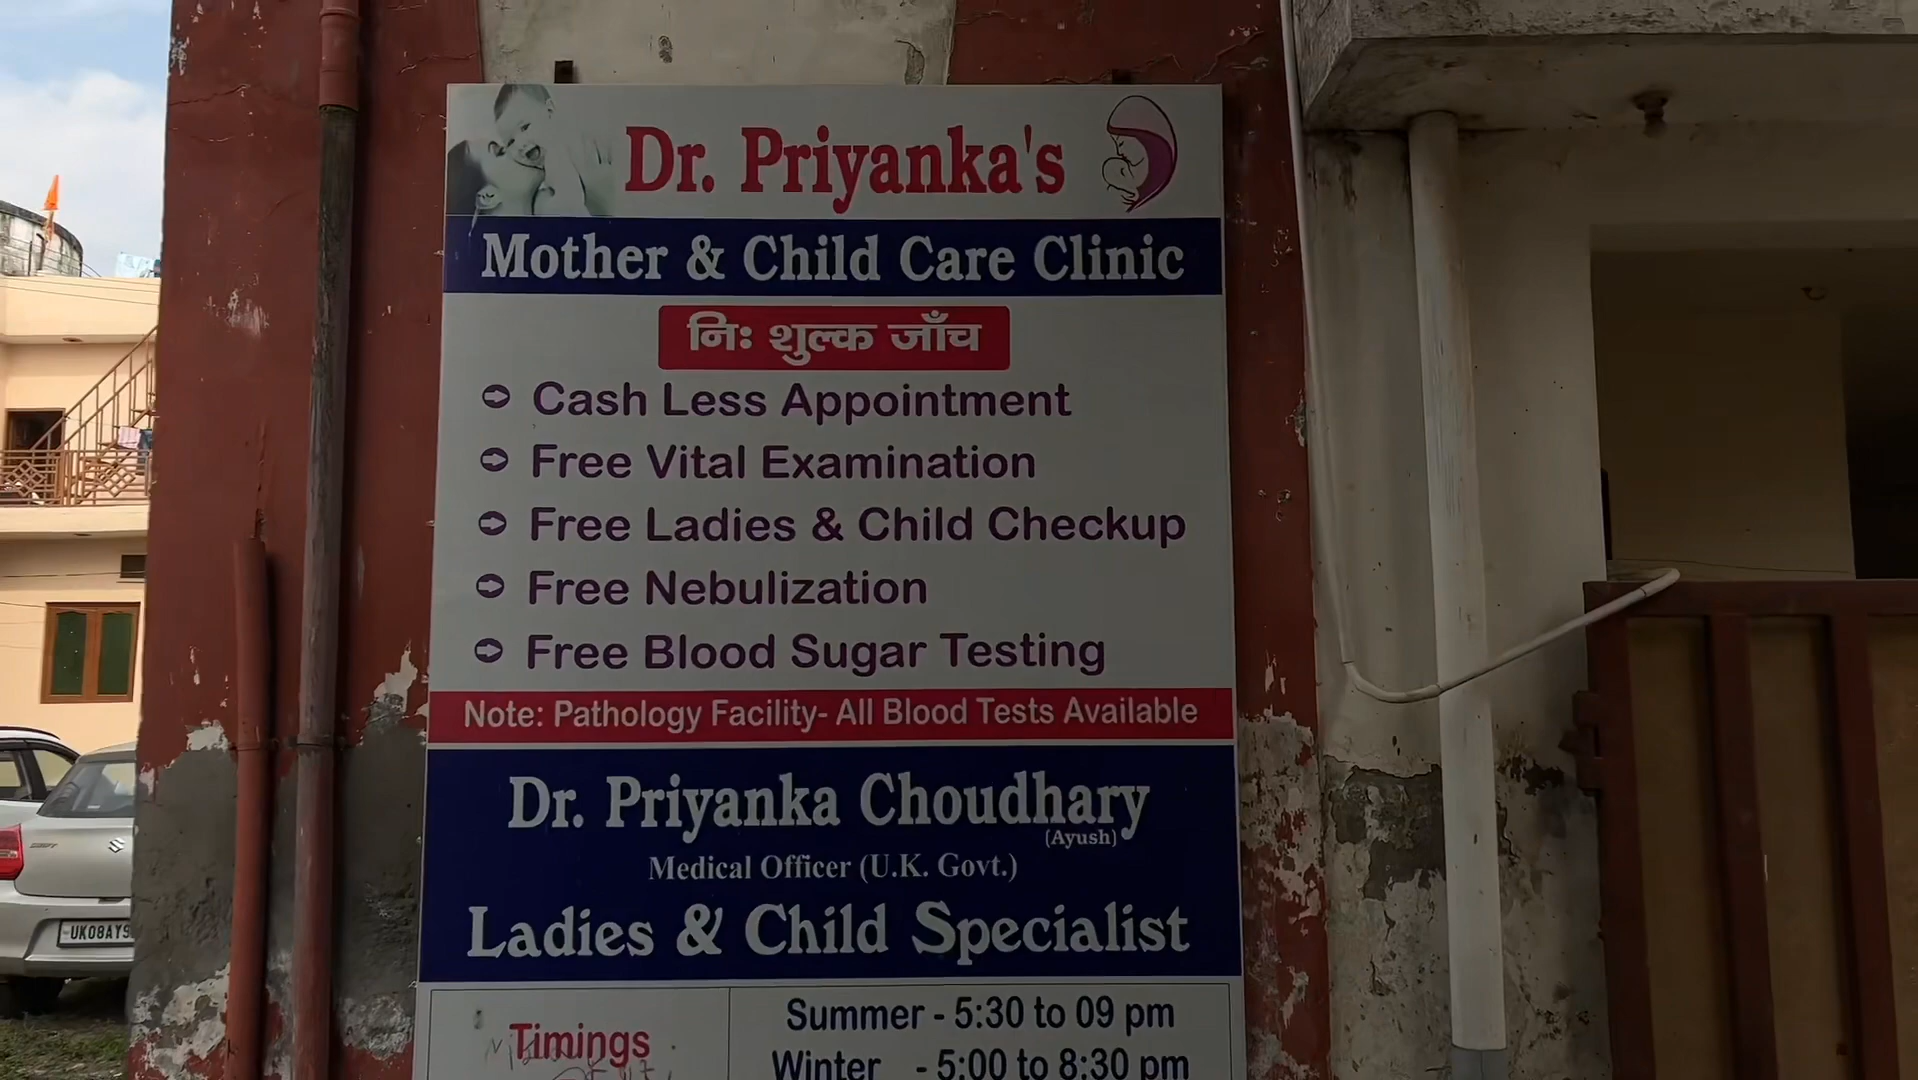 Dr. Priyanka's
Mother & Child Care Clinic
निः शुल्क जाँच
Cash Less Appointment
Free Vital Examination
Free Ladies & Child Checkup
Free Nebulization
Free Blood Sugar Testing
Note: Pathology Facility- All Blood Tests Available
Dr. Priyanka Choudhary
(Ayush)
Medical Officer (U.K. Govt.)
Ladies & Child Specialist
Timings
Summer - 5:30 to 09 pm
Winter - 5:00 to 8:30 pm
UK08AY9